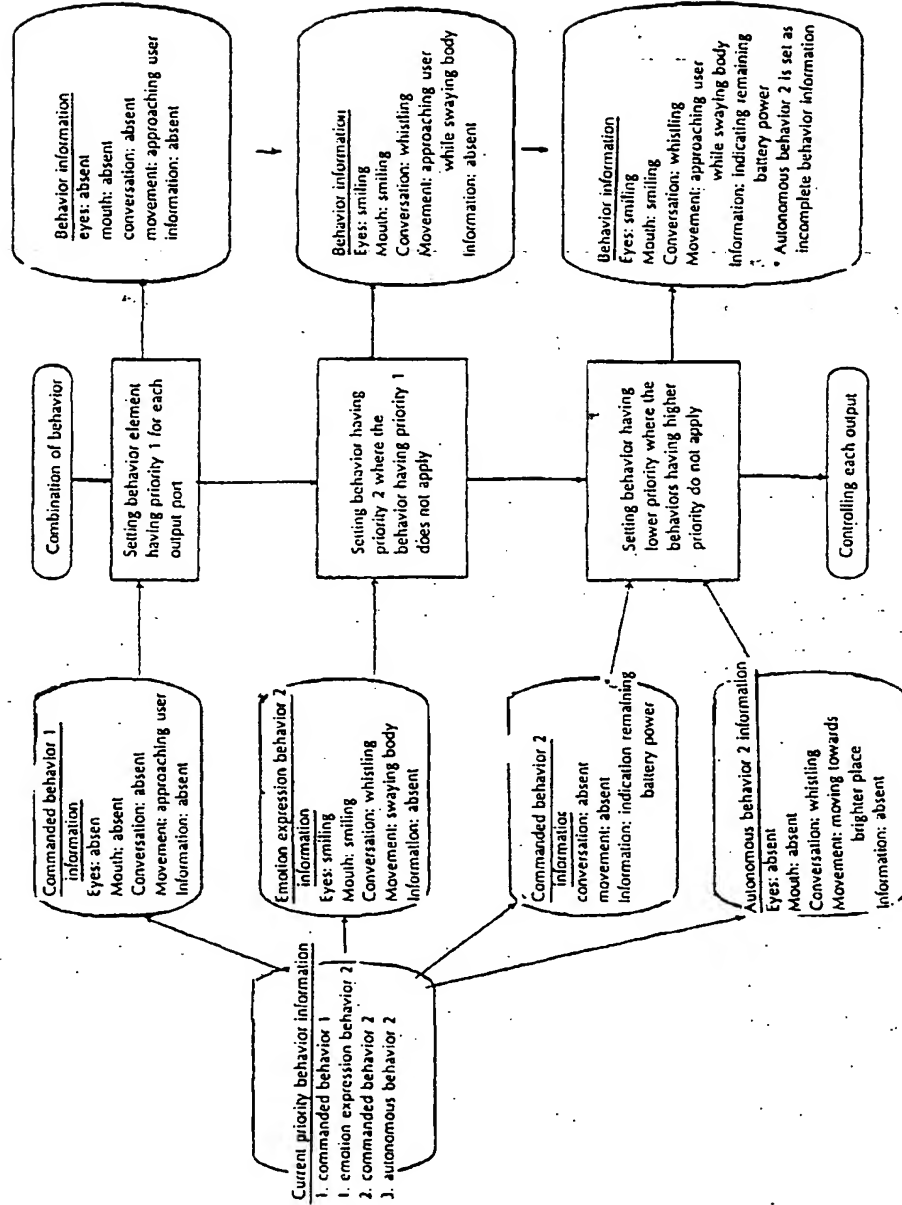 Current priority behavior information
1. commanded behavior 1
1. emotion expression behavior 2
2. commanded behavior 2
3. autonomous behavior 2
Commanded behavior 1
information
Eyes: absen
Mouth: absent
Conversation: absent
Movement: approaching user
Information: absent
Emotion expression behavior 2
information
Eyes: smiling
Mouth: smiling
Conversation: whistling
Movement: swaying body
Information: absent
Commanded behavior 2
information
conversation: absent
movement: absent
Information: indication remaining
battery power
Autonomous behavior 2 information
Eyes: absent
Mouth: absent
Conversation: whistling
Movement: moving towards
brighter place
Information: absent
Combination of behavior
Setting behavior element
having priority 1 for each
output port
Setting behavior having
priority 2 where the
behavior having priority 1
does not apply
Setting behavior having
lower priority where the
behaviors having higher
priority do not apply
Controlling each output
Behavior information
eyes: absent
mouth: absent
conversation: absent
movement: approaching user
information: absent
Behavior information
Eyes: smiling
Mouth: smiling
Conversation: whistling
Movement: approaching user
while swaying body
Information: absent
Behavior information
Eyes: smiling
Mouth: smiling
Conversation: whistling
Movement: approaching user
while swaying body
Information: indicating remaining
battery power
* Autonomous behavior 2 is set as
incomplete behavior information